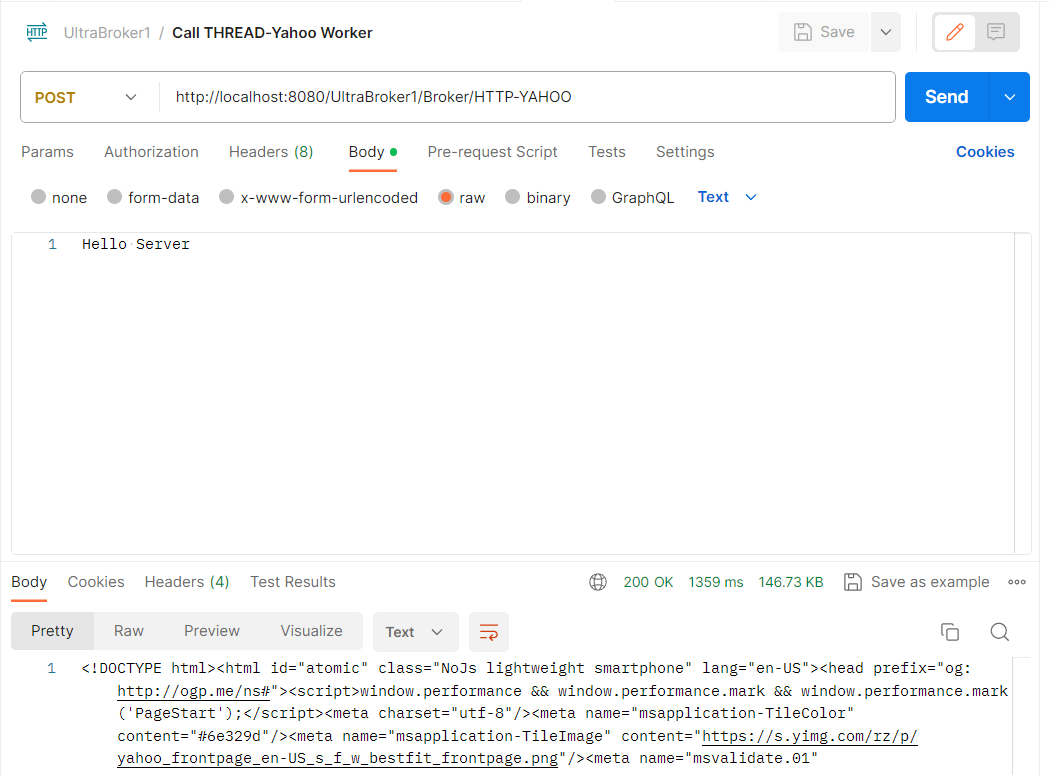 HTTP UltraBroker1 / Call THREAD-Yahoo Worker Save
POST http://localhost:8080/UltraBroker1/Broker/HTTP-YAHOO Send
Params Authorization Headers (8) Body Pre-request Script Tests Settings Cookies
none form-data x-www-form-urlencoded raw binary GraphQL Text
1 Hello Server
Body Cookies Headers (4) Test Results 200 OK 1359 ms 146.73 KB Save as example
Pretty Raw Preview Visualize Text
1 <!DOCTYPE html><html id="atomic" class="NoJs lightweight smartphone" lang="en-US"><head prefix="og:
http://ogp.me/ns#"><script>window.performance && window.performance.mark && window.performance.mark
('PageStart');</script><meta charset="utf-8"/><meta name="msapplication-TileColor"
content="#6e329d"/><meta name="msapplication-TileImage" content="https://s.yimg.com/rz/p/
yahoo_frontpage_en-US_s_f_w_bestfit_frontpage.png"/><meta name="msvalidate.01"